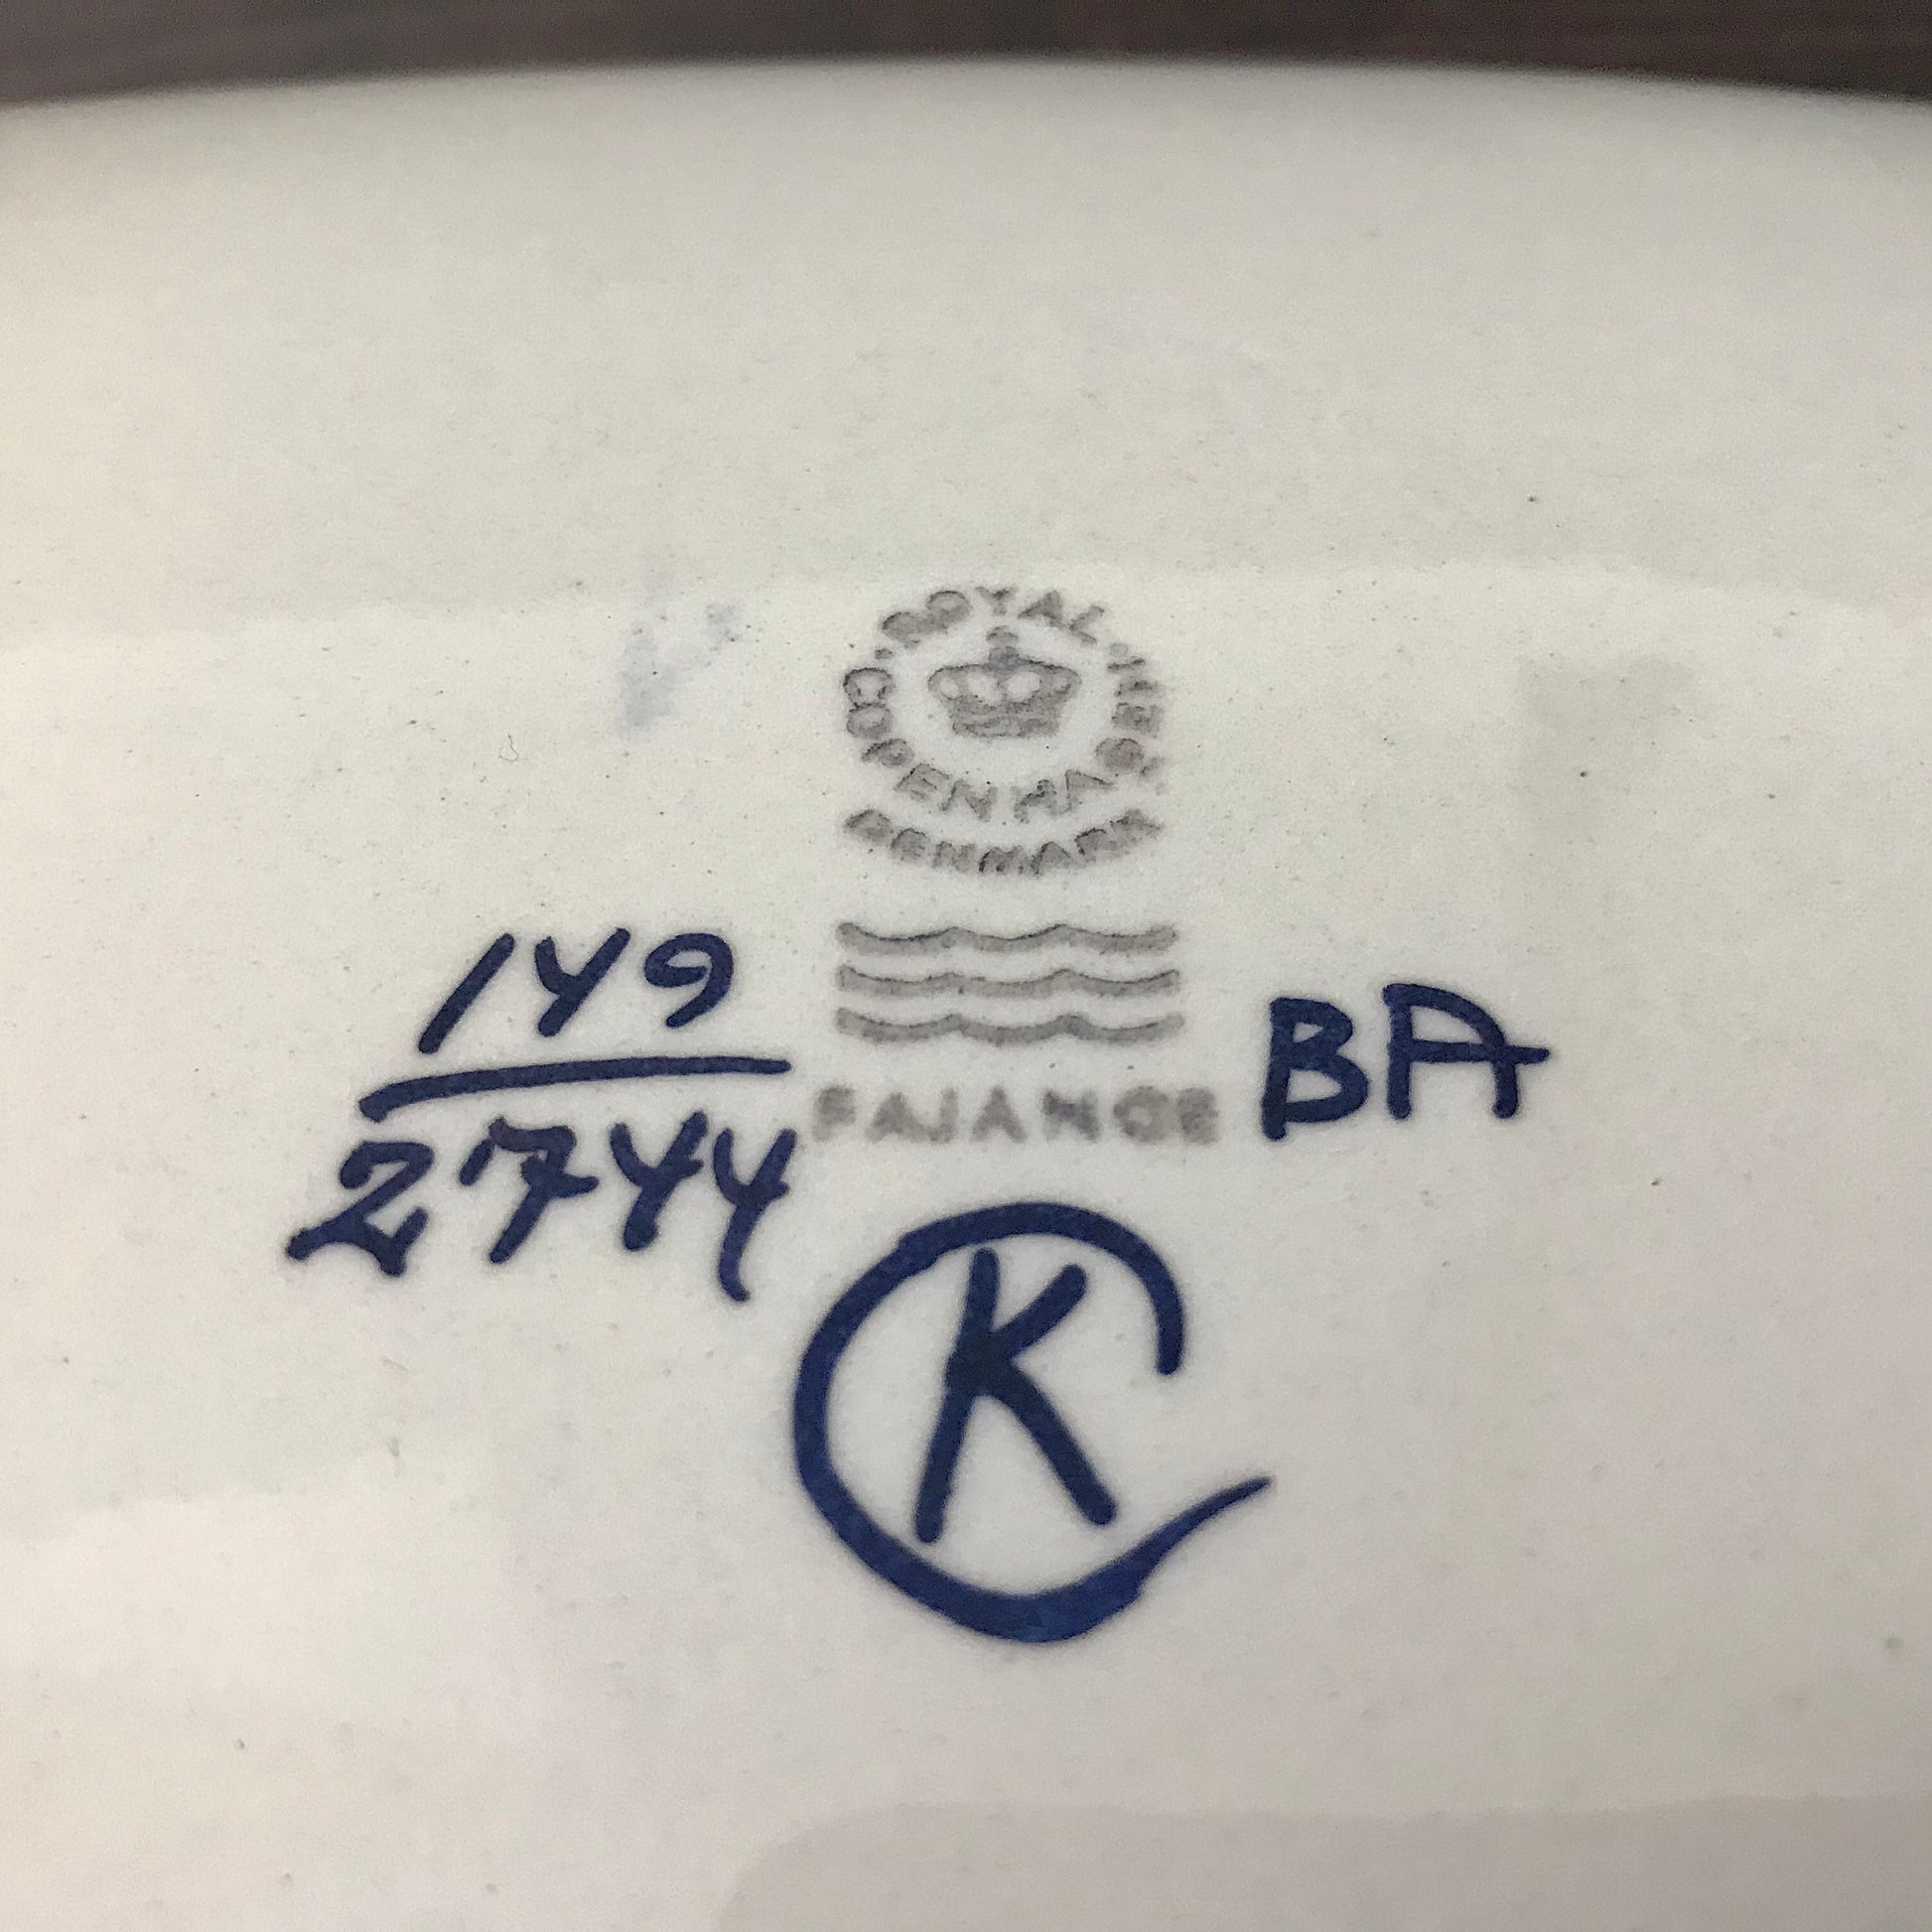 ROYAL
COPENHAGEN
DENMARK
149
2744
FAJANCE
BA
K